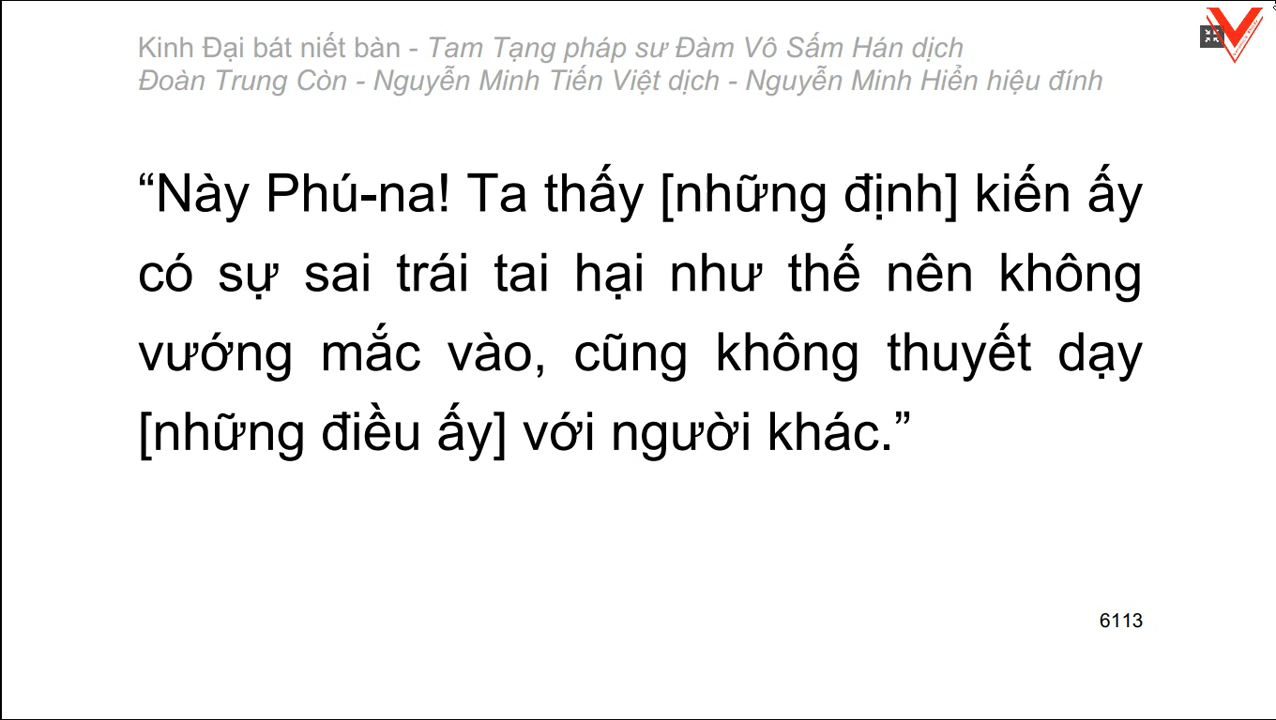 Kinh Đại bát niết bàn - Tam Tạng pháp sư Đàm Vô Sấm Hán dịch
Đoàn Trung Còn - Nguyễn Minh Tiến Việt dịch - Nguyễn Minh Hiển hiệu đính
“Này Phú-na! Ta thấy [những định] kiến ấy
có sự sai trái tai hại như thế nên không
vướng mắc vào, cũng không thuyết dạy
[những điều ấy] với người khác.”
6113